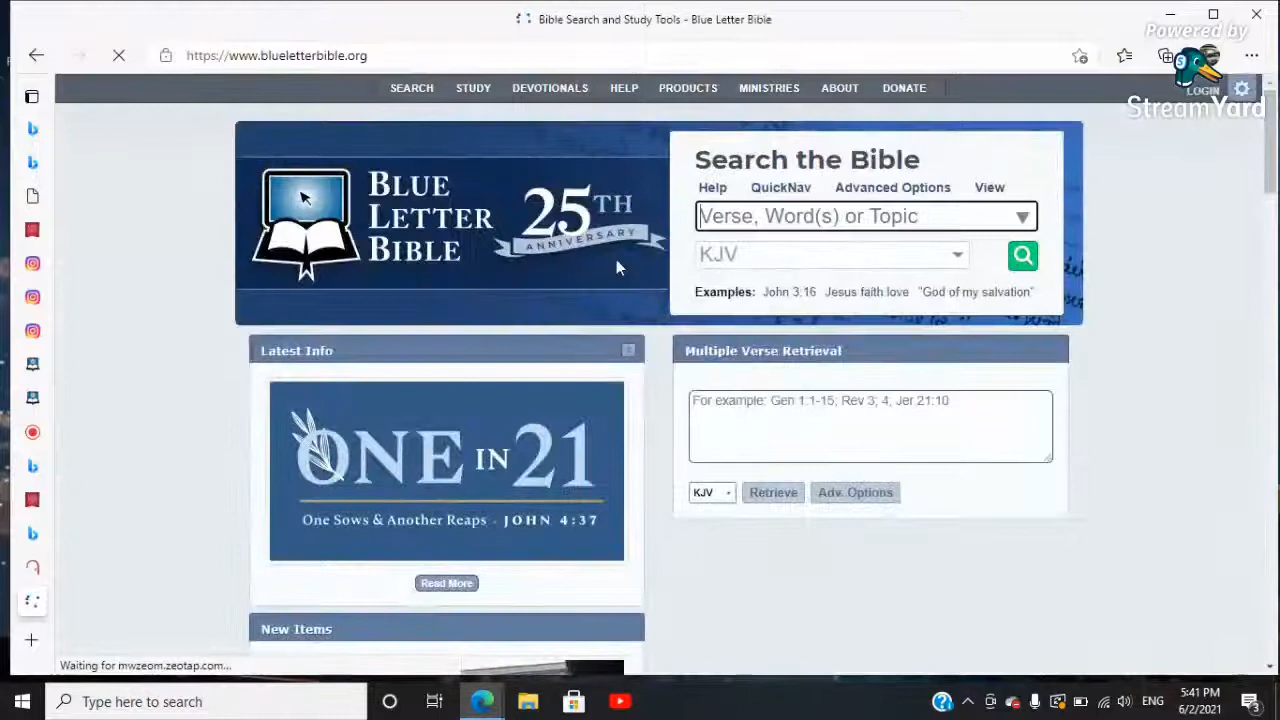 Bible Search and Study Tools - Blue Letter Bible
Powered by
https://www.blueletterbible.org
StreamYard
SEARCH STUDY DEVOTIONALS HELP PRODUCTS MINISTRIES ABOUT DONATE LOGIN
BLUE
LETTER
BIBLE
25TH
ANNIVERSARY
Search the Bible
Help QuickNav Advanced Options View
Verse, Word(s) or Topic
KJV
Examples: John 3:16 Jesus faith love "God of my salvation"
Latest Info
ONE IN 21
One Sows & Another Reaps - JOHN 4:37
Read More
New Items
Multiple Verse Retrieval
For example: Gen 1:1-15; Rev 3; 4; Jer 21:10
KJV Retrieve Adv. Options
Waiting for mwzeom.zeotap.com...
Type here to search
ENG
5:41 PM
6/2/2021
3